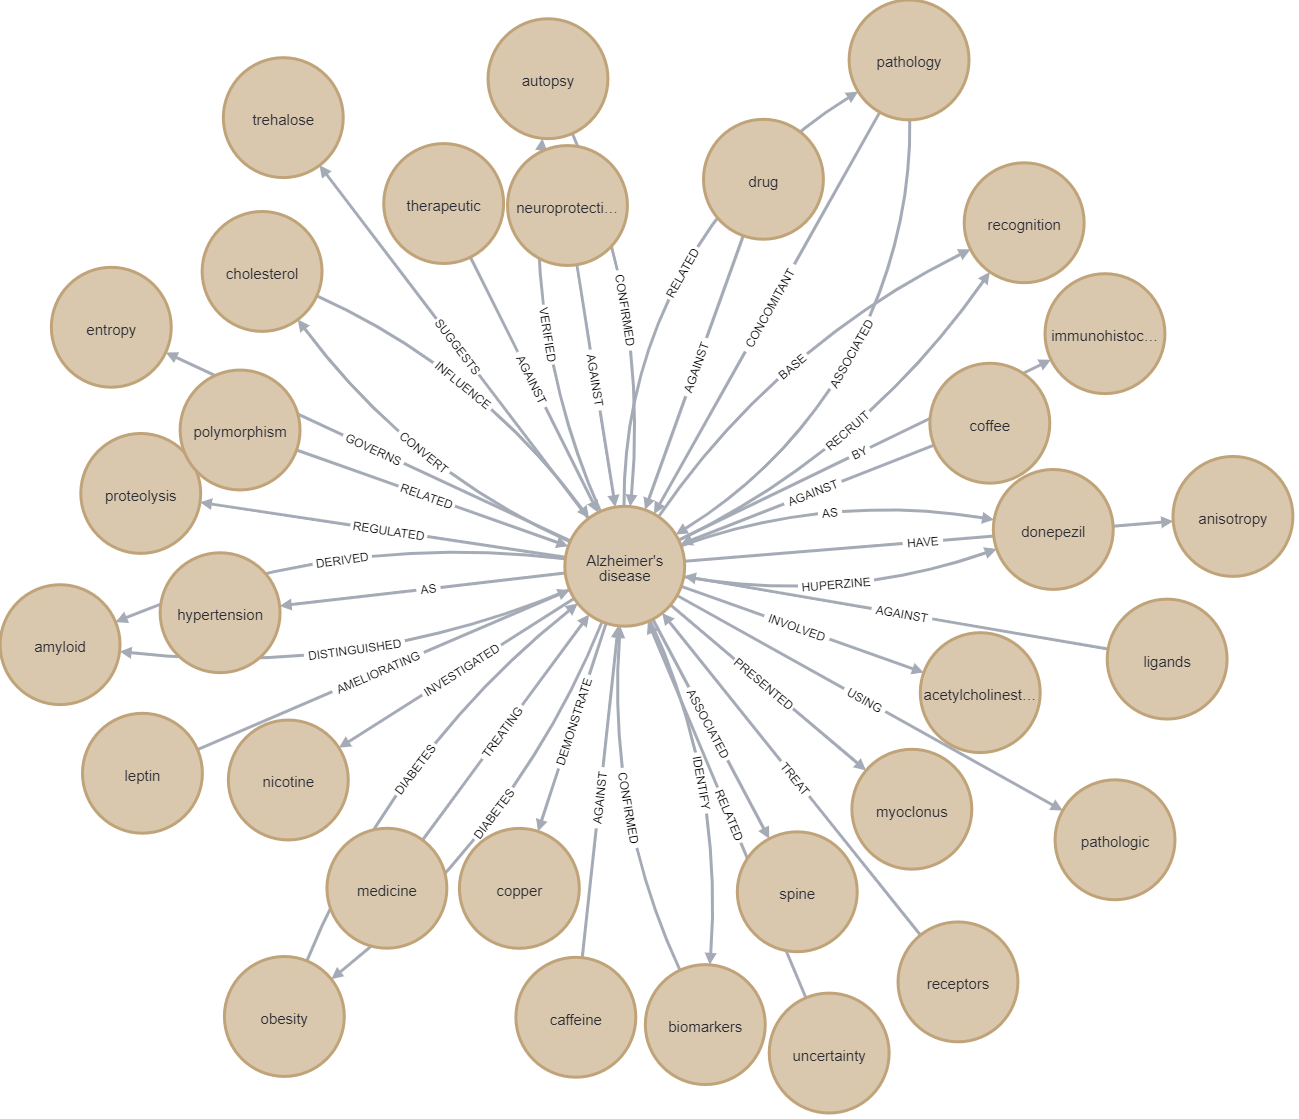 pathology
autopsy
trehalose
drug
therapeutic
neuroprotecti...
recognition
cholesterol
RELATED
CONFIRMED
CONCOMITANT
entropy
VERIFIED
immunohistoc...
SUGGESTS
ASSOCIATED
AGAINST
AGAINST
AGAINST
BASE
INFLUENCE
polymorphism
coffee
RECRUIT
GOVERNS
CONVERT
BY
proteolysis
RELATED
AGAINST
AS
anisotropy
donepezil
REGULATED
HAVE
DERIVED
Alzheimer's
disease
HUPERZINE
AS
hypertension
AGAINST
INVOLVED
amyloid
DISTINGUISHED
ligands
AMELIORATING
INVESTIGATED
PRESENTED
acetylcholinest...
USING
ASSOCIATED
DEMONSTRATE
TREATING
leptin
nicotine
DIABETES
IDENTIFY
TREAT
AGAINST
CONFIRMED
RELATED
DIABETES
myoclonus
pathologic
medicine
copper
spine
receptors
obesity
caffeine
biomarkers
uncertainty